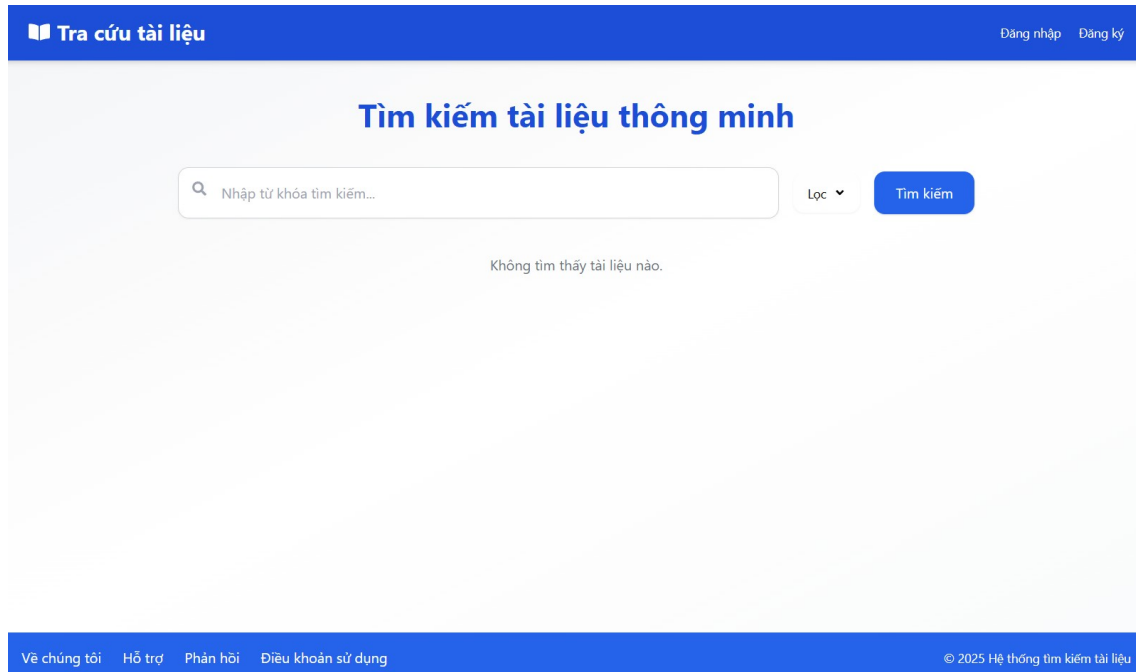 Tra cứu tài liệu
Đăng nhập Đăng ký
Tìm kiếm tài liệu thông minh
Nhập từ khóa tìm kiếm...
Lọc
Tìm kiếm
Không tìm thấy tài liệu nào.
Về chúng tôi Hỗ trợ Phản hồi Điều khoản sử dụng
© 2025 Hệ thống tìm kiếm tài liệu